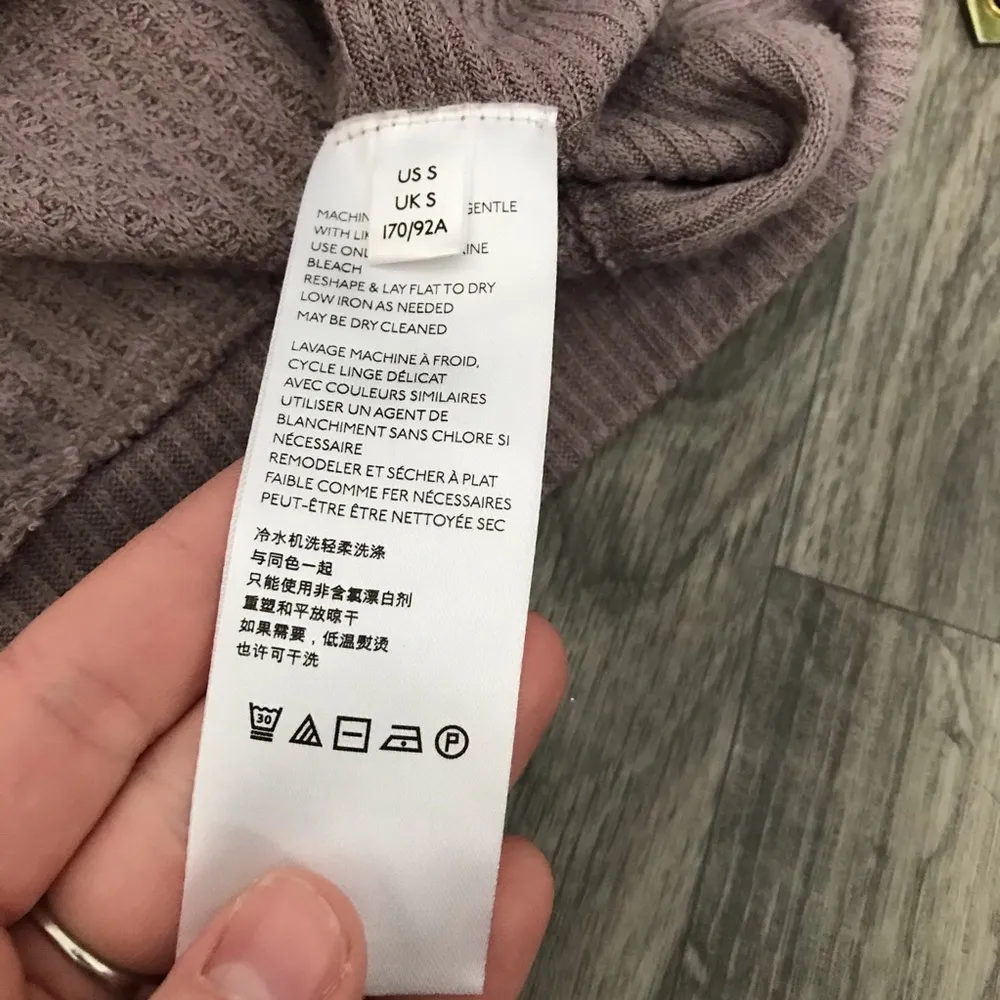 US S
UK S
170/92A
GENTLE
WITH
BLEACH
RESHAPE & LAY FLAT TO DRY
LOW IRON AS NEEDED
MAY BE DRY CLEANED
LAVAGE MACHINE À FROID,
CYCLE LINGE DÉLICAT
AVEC COULEURS SIMILAIRES
UTILISER UN AGENT DE
BLANCHIMENT SANS CHLORE SI
NÉCESSAIRE
REMODELER ET SÉCHER À PLAT
FAIBLE COMME FER NÉCESSAIRES
PEUT-ÊTRE ÊTRE NETTOYÉE SEC
冷水机洗轻柔洗涤
与同色一起
只能使用非含氯漂白剂
重塑和平放晾干
如果需要，低温熨烫
也许可干洗
30
P